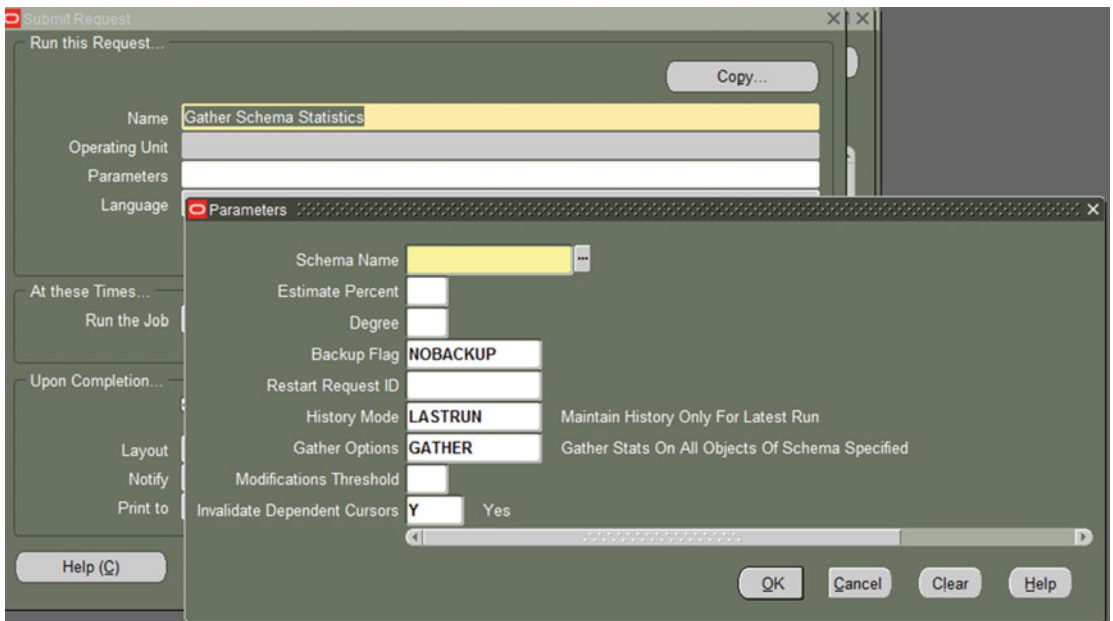 Submit Request
Run this Request...
Copy...
Name Gather Schema Statistics
Operating Unit
Parameters
Language
Parameters
Schema Name
Estimate Percent
Degree
Backup Flag NOBACKUP
Restart Request ID
History Mode LASTRUN Maintain History Only For Latest Run
Gather Options GATHER Gather Stats On All Objects Of Schema Specified
Modifications Threshold
Invalidate Dependent Cursors Y Yes
At these Times...
Run the Job
Upon Completion...
Layout
Notify
Print to
Help (C)
OK Cancel Clear Help